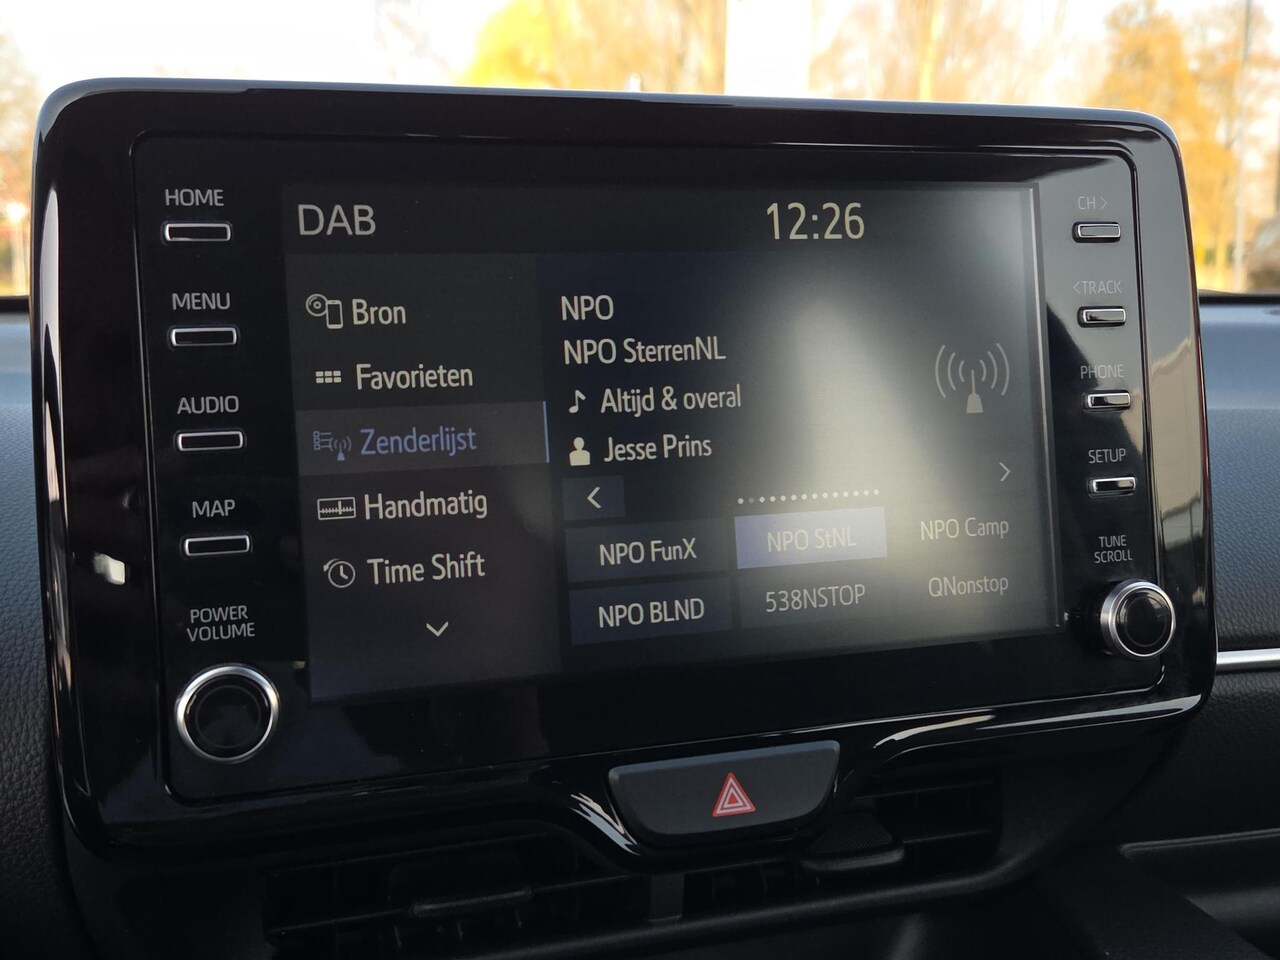 HOME
MENU
AUDIO
MAP
POWER
VOLUME
DAB
12:26
Bron
Favorieten
Zenderlijst
Handmatig
Time Shift
NPO
NPO SterrenNL
Altijd & overal
Jesse Prins
NPO FunX
NPO StNL
NPO Camp
NPO BLND
538NSTOP
QNonstop
CH >
< TRACK
PHONE
SETUP
TUNE
SCROLL